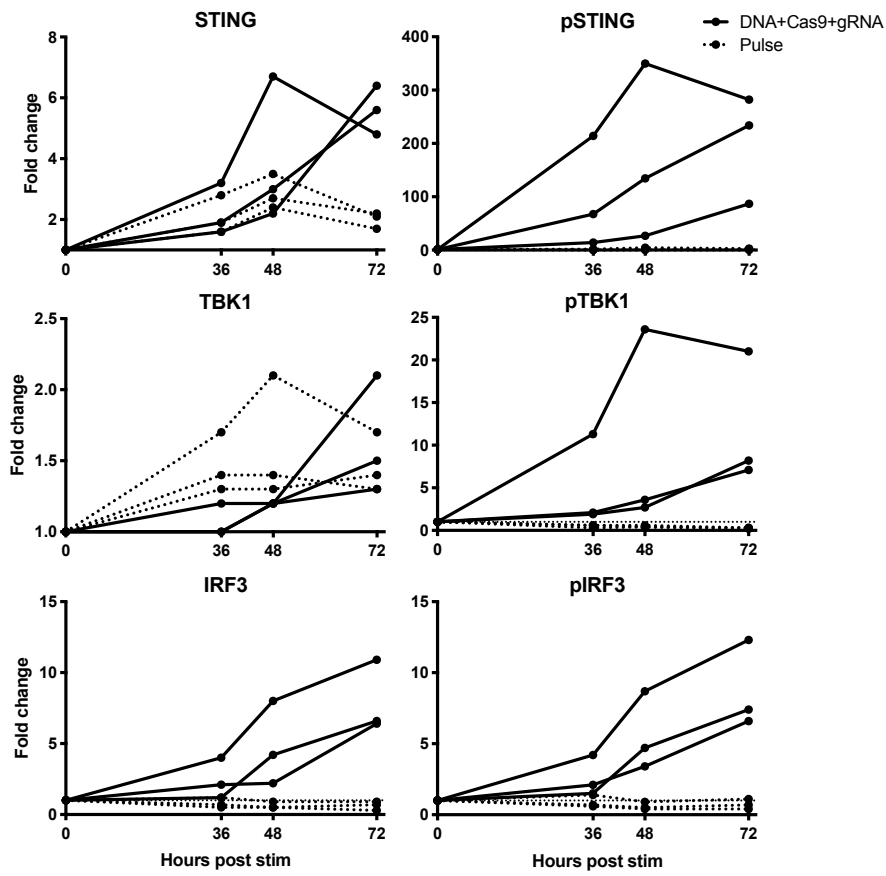 STING
pSTING
DNA+Cas9+gRNA
Pulse
Fold change
8
6
4
2
0 36 48 72
400
300
200
100
0
0 36 48 72
TBK1
pTBK1
Fold change
2.5
2.0
1.5
1.0
0 36 48 72
25
20
15
10
5
0
0 36 48 72
IRF3
pIRF3
Fold change
15
10
5
0
0 36 48 72
Hours post stim
15
10
5
0
0 36 48 72
Hours post stim